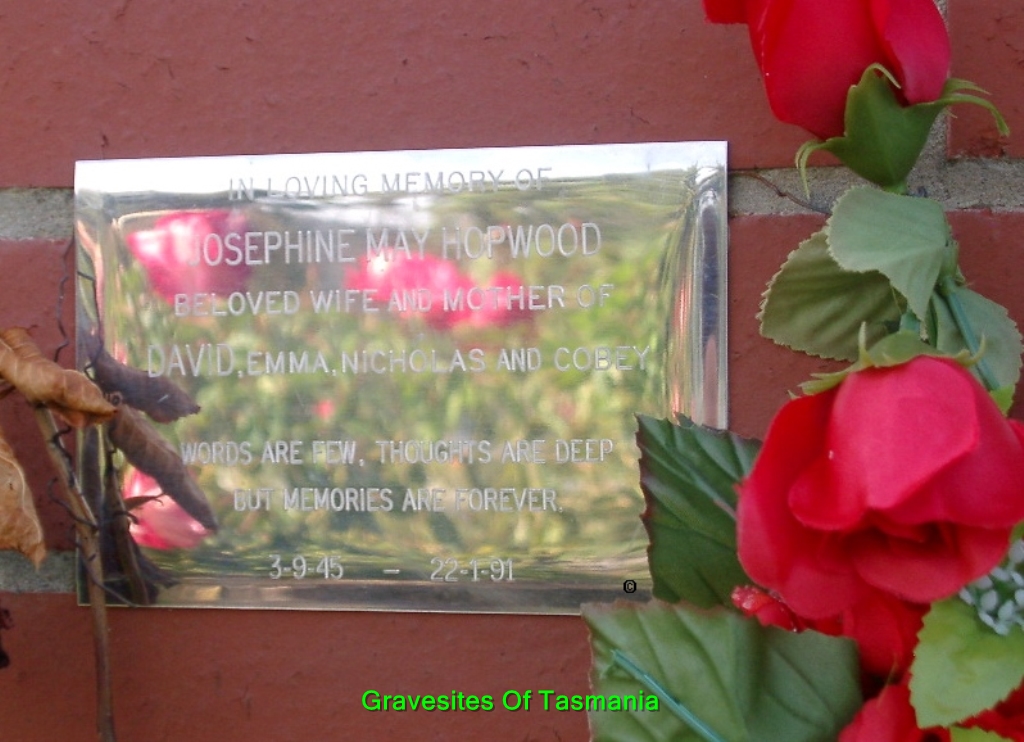 IN LOVING MEMORY OF
JOSEPHINE MAY HOPWOOD
BELOVED WIFE AND MOTHER OF
DAVID, EMMA, NICHOLAS AND COBEY
WORDS ARE FEW, THOUGHTS ARE DEEP
BUT MEMORIES ARE FOREVER.
3-9-45 - 22-1-91
©
Gravesites Of Tasmania